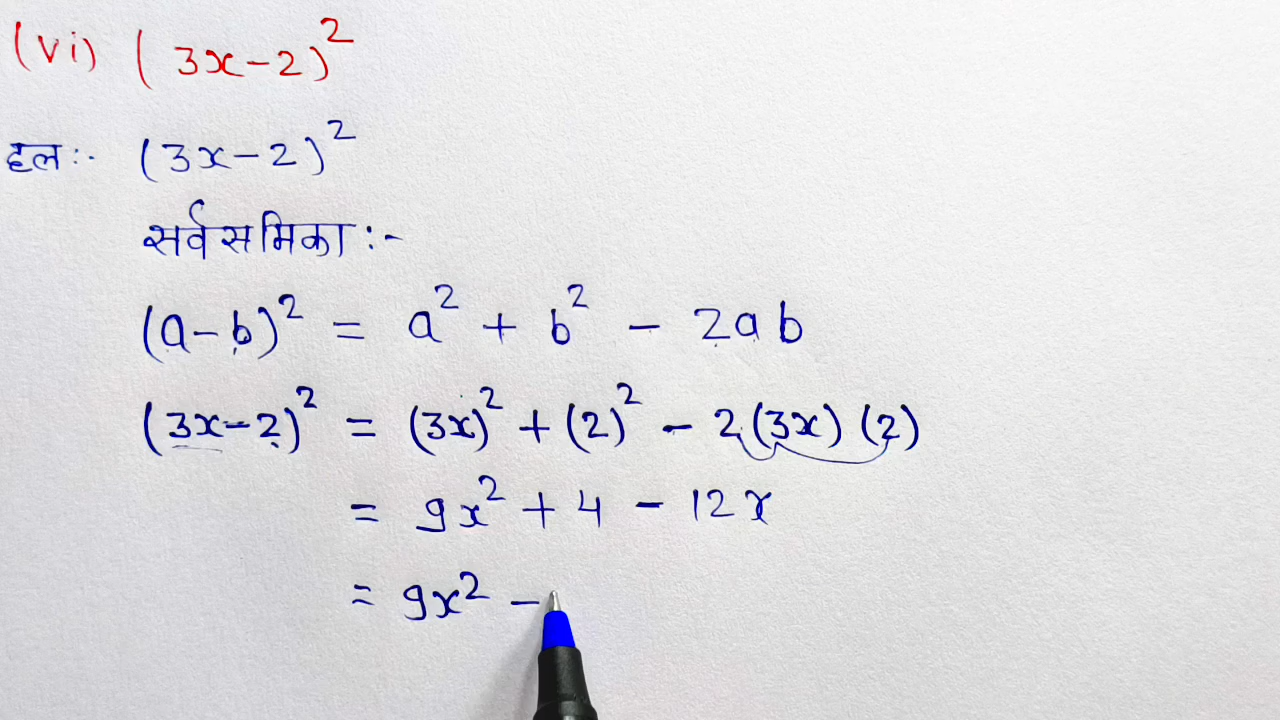 (vi) (3x-2)²
हल:- (3x-2)²
सर्वसमिका:-
(a-b)² = a² + b² - 2ab
(3x-2)² = (3x)² + (2)² - 2(3x)(2)
= 9x² + 4 - 12x
= 9x² -